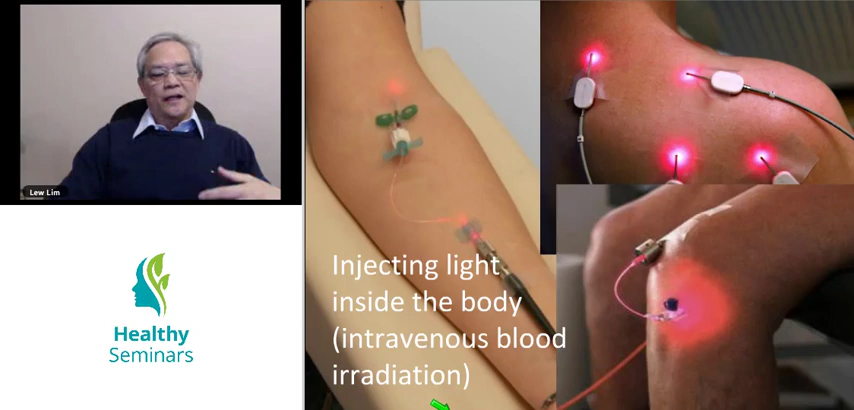 Lew Lim
Healthy
Seminars
Injecting light
inside the body
(intravenous blood
irradiation)